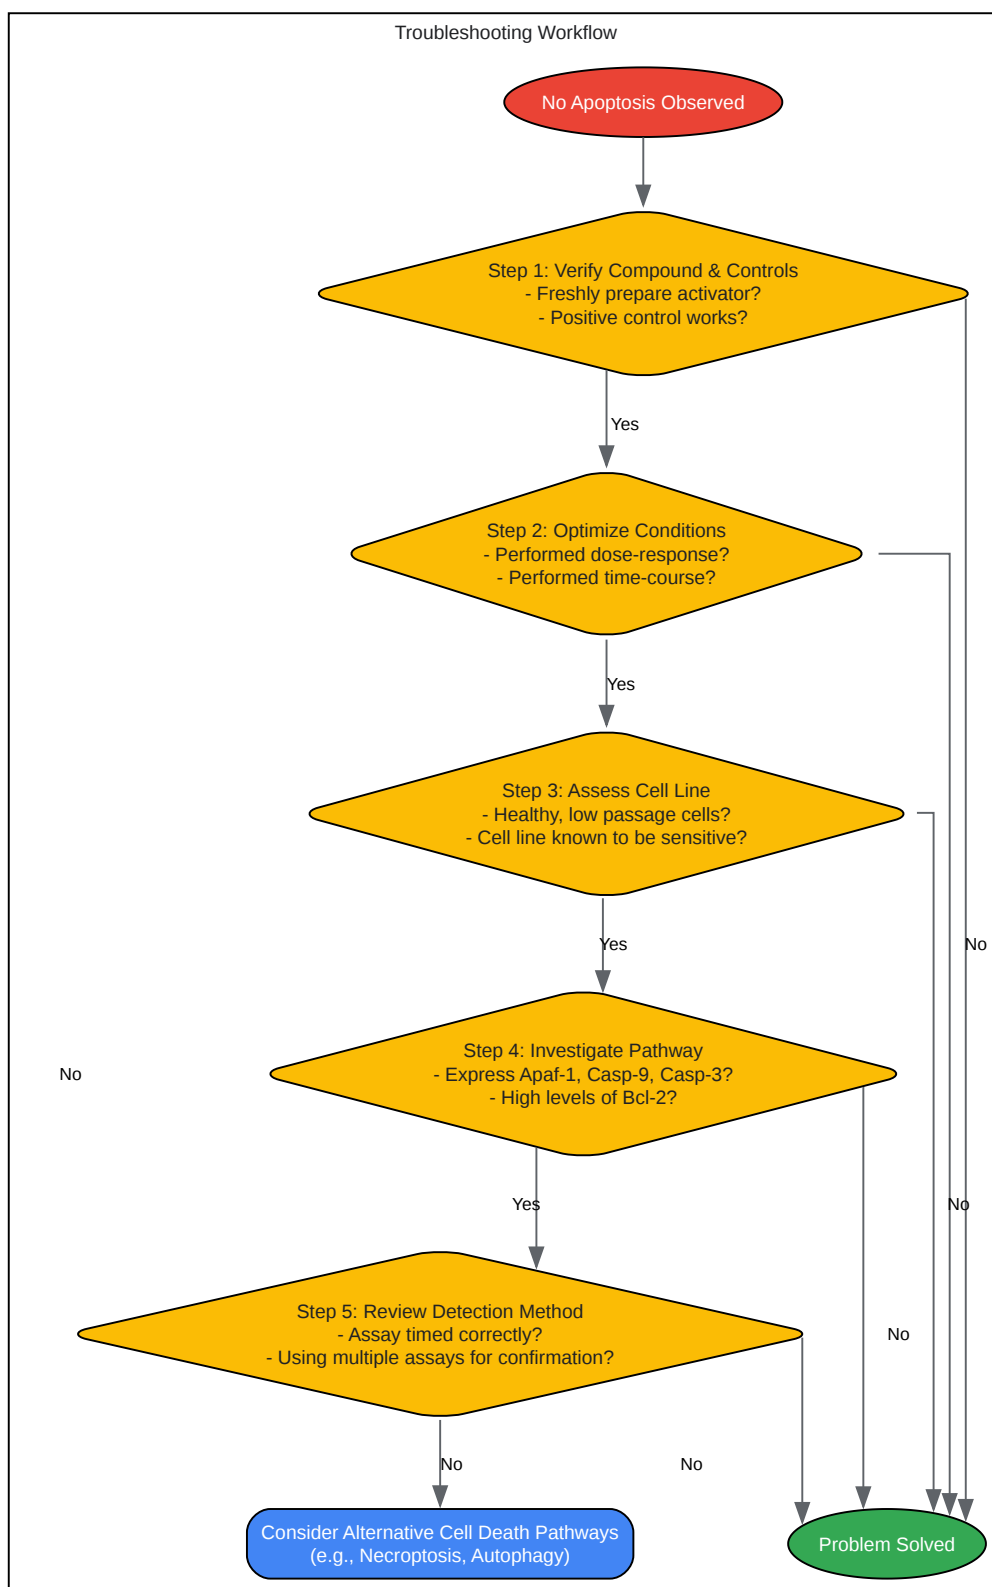 Troubleshooting Workflow
No Apoptosis Observed
Step 1: Verify Compound & Controls
- Freshly prepare activator?
- Positive control works?
Yes
Step 2: Optimize Conditions
- Performed dose-response?
- Performed time-course?
Yes
Step 3: Assess Cell Line
- Healthy, low passage cells?
- Cell line known to be sensitive?
Yes
No
Step 4: Investigate Pathway
- Express Apaf-1, Casp-9, Casp-3?
- High levels of Bcl-2?
No
Yes
No
Step 5: Review Detection Method
- Assay timed correctly?
- Using multiple assays for confirmation?
No
No
No
Consider Alternative Cell Death Pathways
(e.g., Necroptosis, Autophagy)
Problem Solved